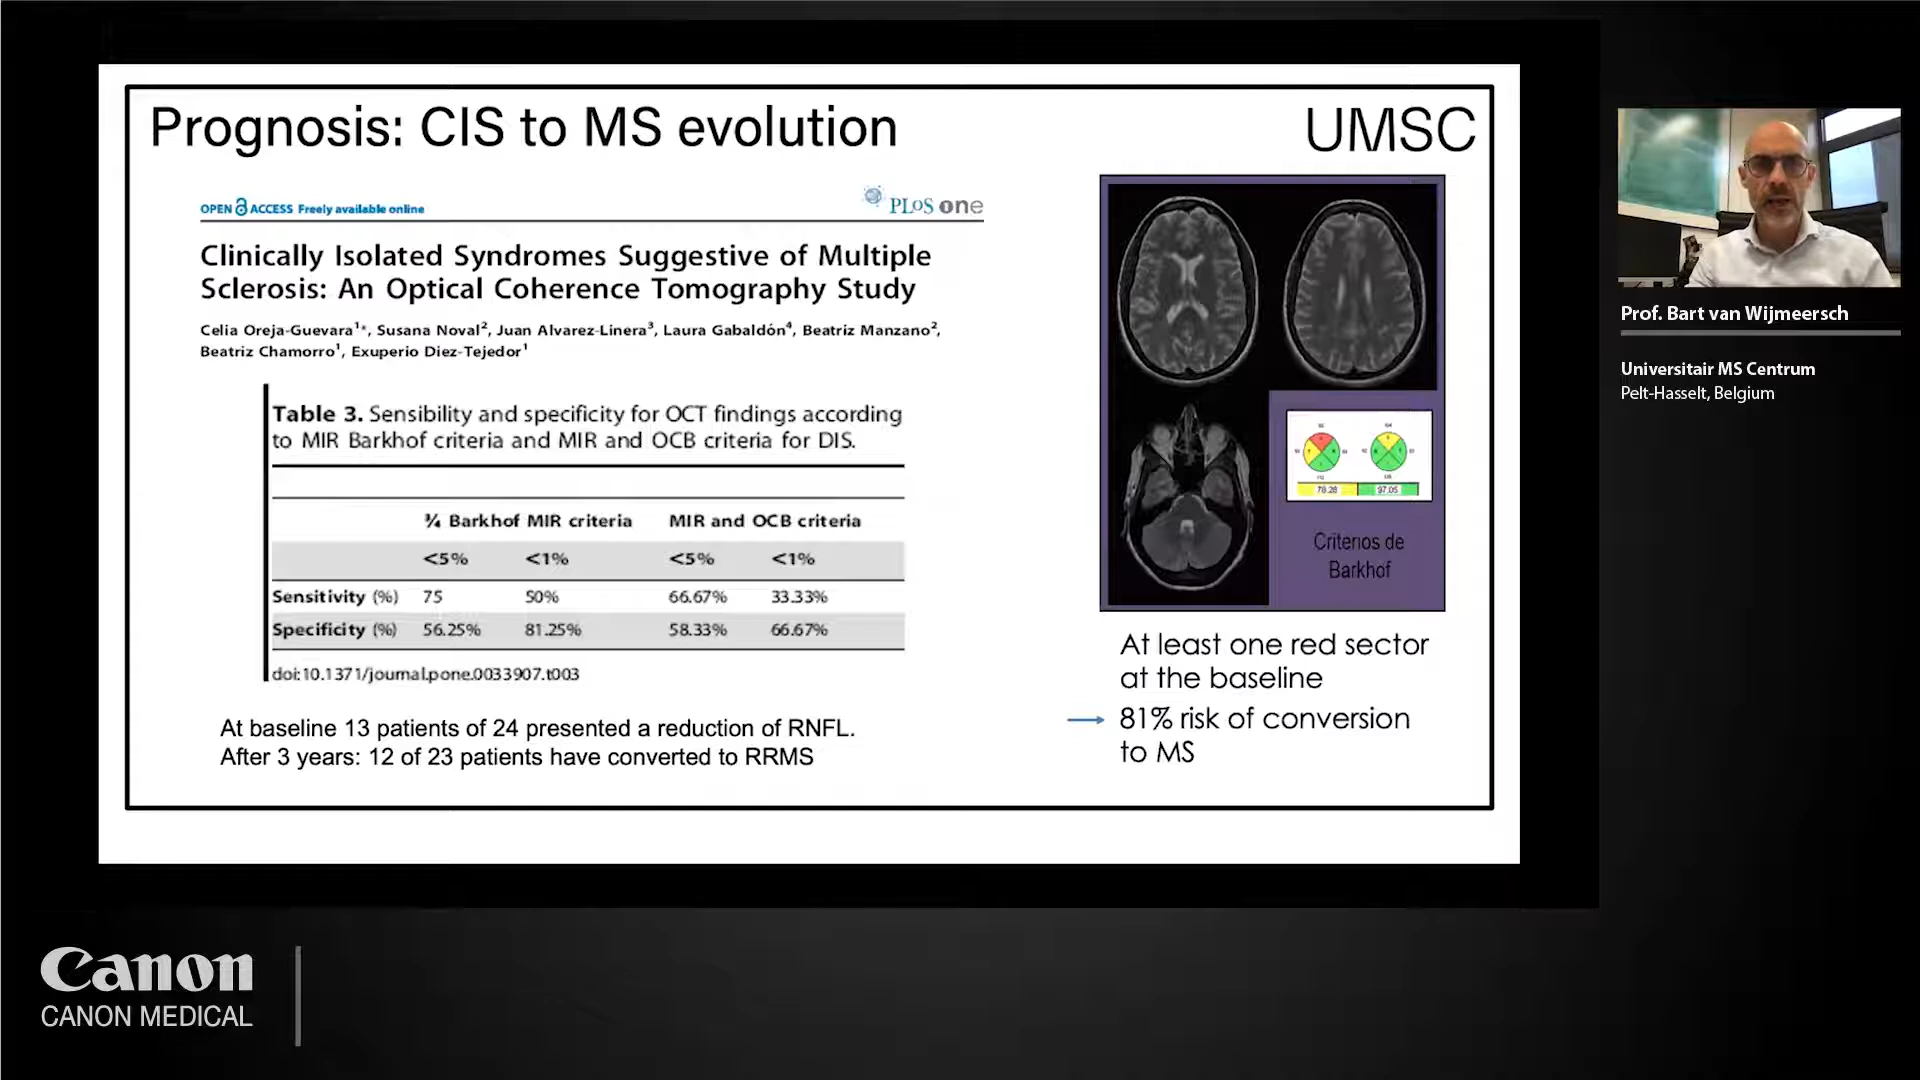 Prognosis: CIS to MS evolution
UMSC
OPEN ACCESS Freely available online
PLoS one
Clinically Isolated Syndromes Suggestive of Multiple
Sclerosis: An Optical Coherence Tomography Study
Celia Oreja-Guevara1*, Susana Noval2, Juan Alvarez-Linera3, Laura Gabaldón4, Beatriz Manzano2,
Beatriz Chamorro1, Exuperio Diez-Tejedor1
Table 3. Sensibility and specificity for OCT findings according
to MIR Barkhof criteria and MIR and OCB criteria for DIS.
¾ Barkhof MIR criteria MIR and OCB criteria
<5% <1% <5% <1%
Sensitivity (%) 75 50% 66.67% 33.33%
Specificity (%) 56.25% 81.25% 58.33% 66.67%
doi:10.1371/journal.pone.0033907.t003
At baseline 13 patients of 24 presented a reduction of RNFL.
After 3 years: 12 of 23 patients have converted to RRMS
78.28 97.05
Criterios de
Barkhof
At least one red sector
at the baseline
→ 81% risk of conversion
to MS
Prof. Bart van Wijmeersch
Universitair MS Centrum
Pelt-Hasselt, Belgium
Canon
CANON MEDICAL